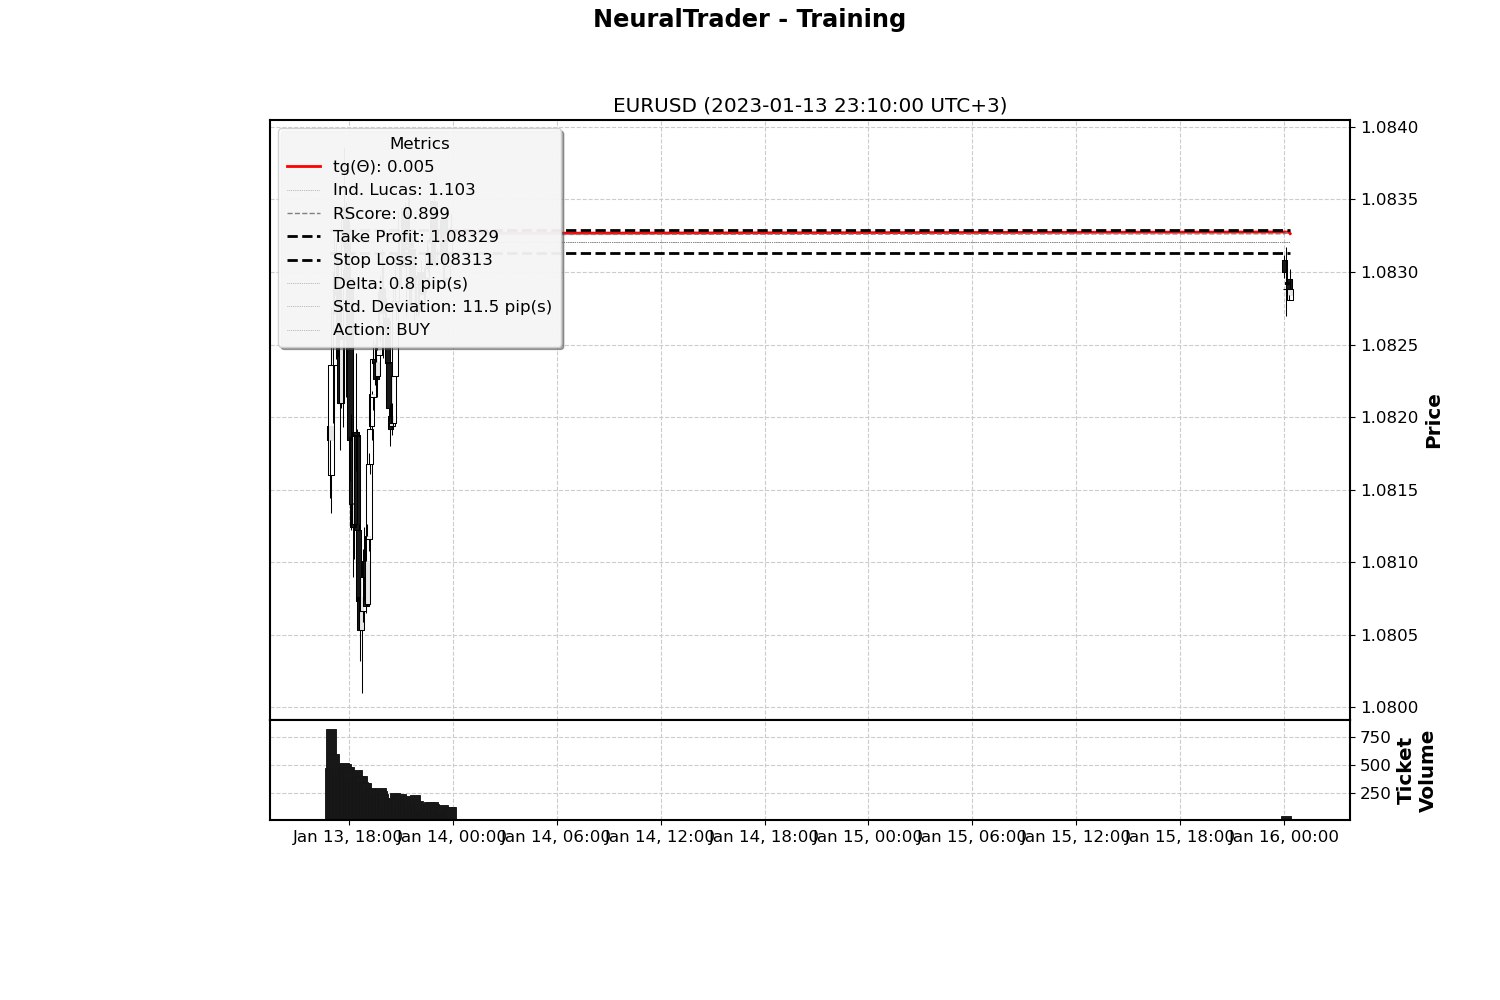 NeuralTrader - Training
EURUSD (2023-01-13 23:10:00 UTC+3)
Metrics
tg(Θ): 0.005
Ind. Lucas: 1.103
RScore: 0.899
Take Profit: 1.08329
Stop Loss: 1.08313
Delta: 0.8 pip(s)
Std. Deviation: 11.5 pip(s)
Action: BUY
1.0840
1.0835
1.0830
1.0825
1.0820
1.0815
1.0810
1.0805
1.0800
Price
750
500
250
Ticket
Volume
Jan 13, 18:00
Jan 14, 00:00
Jan 14, 06:00
Jan 14, 12:00
Jan 14, 18:00
Jan 15, 00:00
Jan 15, 06:00
Jan 15, 12:00
Jan 15, 18:00
Jan 16, 00:00